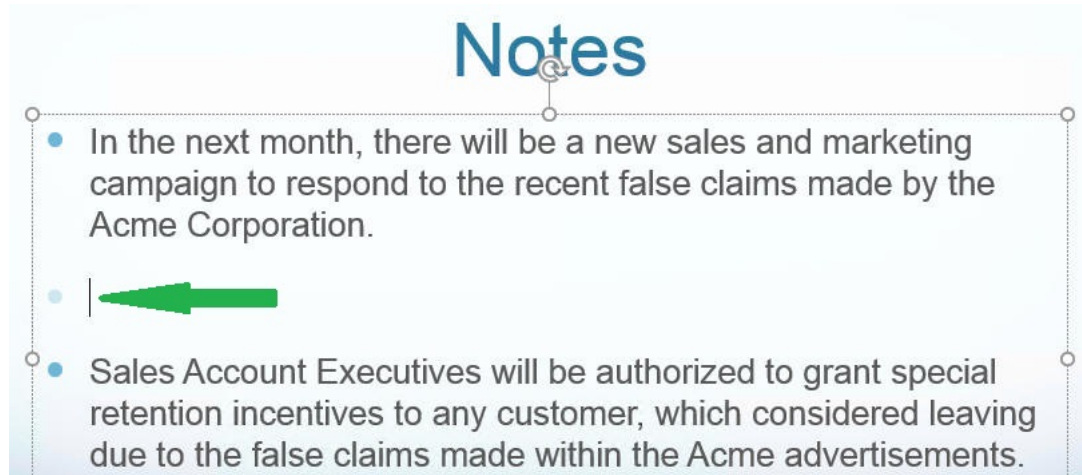 Notes
In the next month, there will be a new sales and marketing
campaign to respond to the recent false claims made by the
Acme Corporation.
Sales Account Executives will be authorized to grant special
retention incentives to any customer, which considered leaving
due to the false claims made within the Acme advertisements.